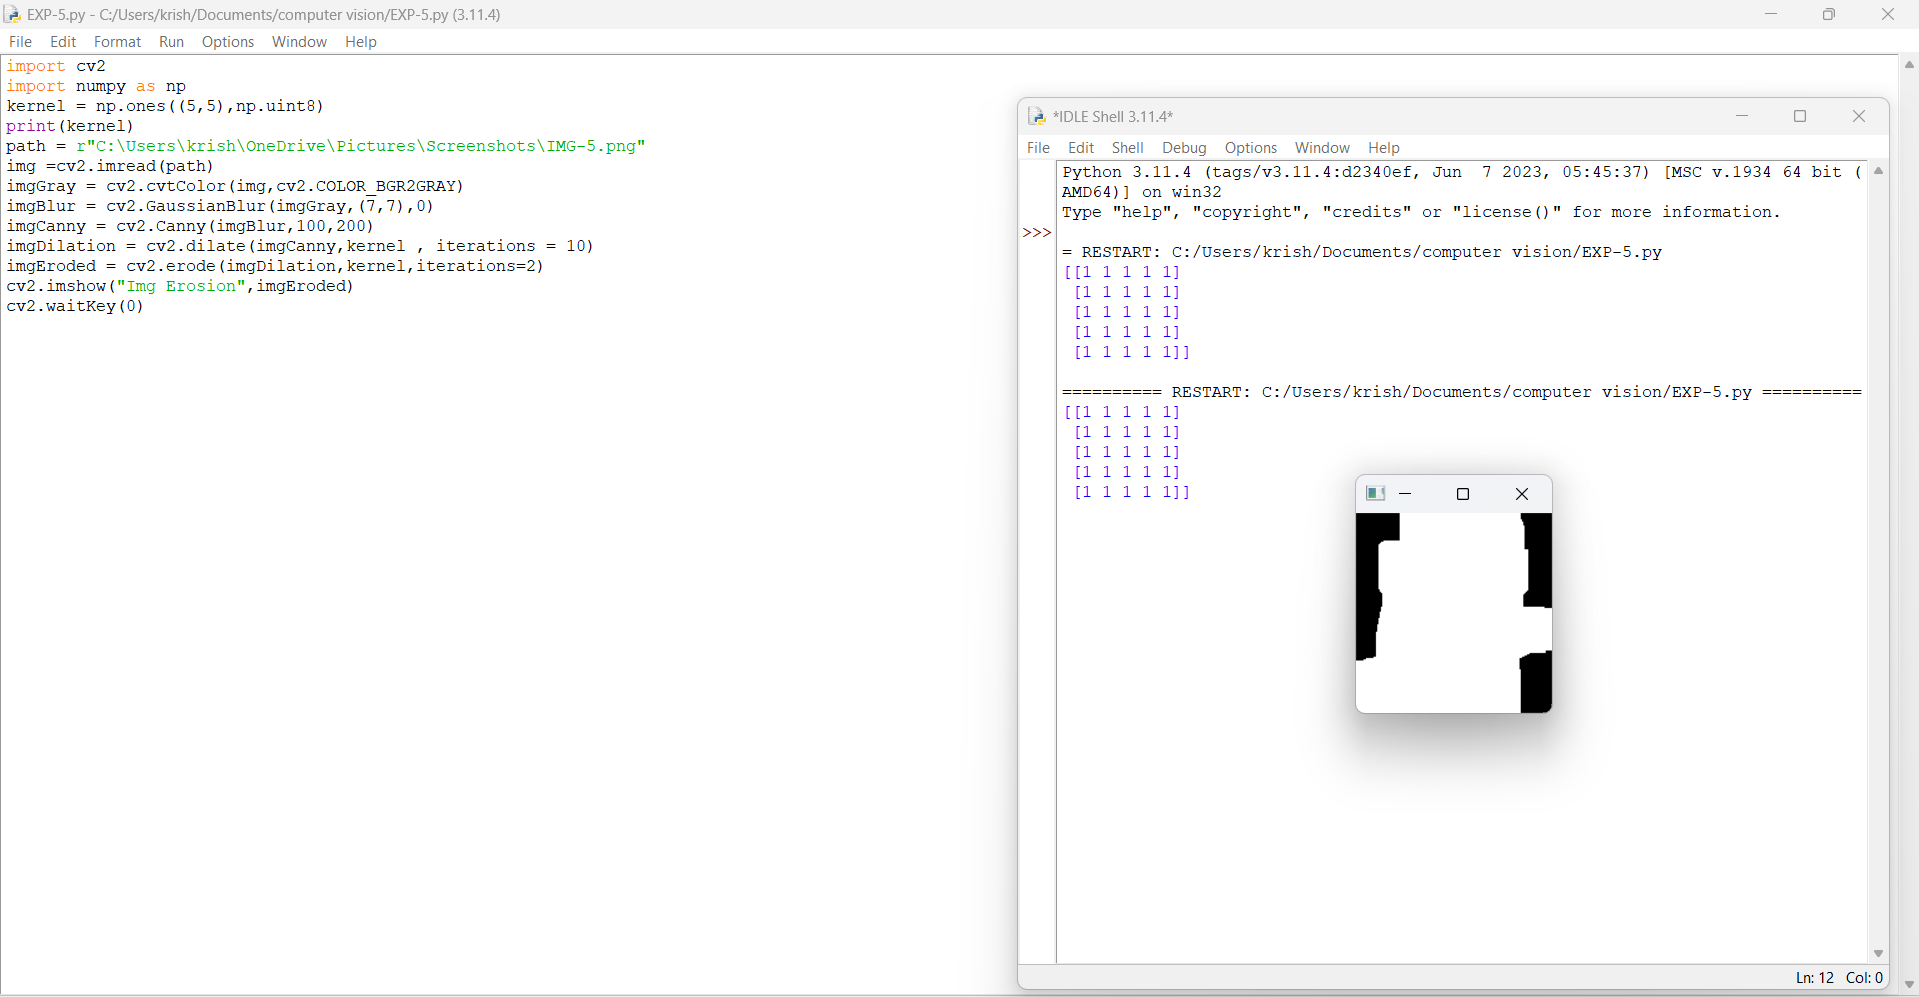 EXP-5.py - C:/Users/krish/Documents/computer vision/EXP-5.py (3.11.4)
File Edit Format Run Options Window Help
import cv2
import numpy as np
kernel = np.ones((5,5),np.uint8)
print(kernel)
path = r"C:\Users\krish\OneDrive\Pictures\Screenshots\IMG-5.png"
img =cv2.imread(path)
imgGray = cv2.cvtColor(img,cv2.COLOR_BGR2GRAY)
imgBlur = cv2.GaussianBlur(imgGray,(7,7),0)
imgCanny = cv2.Canny(imgBlur,100,200)
imgDilation = cv2.dilate(imgCanny,kernel , iterations = 10)
imgEroded = cv2.erode(imgDilation,kernel,iterations=2)
cv2.imshow("Img Erosion",imgEroded)
cv2.waitKey(0)
*IDLE Shell 3.11.4*
File Edit Shell Debug Options Window Help
Python 3.11.4 (tags/v3.11.4:d2340ef, Jun  7 2023, 05:45:37) [MSC v.1934 64 bit (
AMD64)] on win32
Type "help", "copyright", "credits" or "license()" for more information.
>>>
= RESTART: C:/Users/krish/Documents/computer vision/EXP-5.py
[[1 1 1 1 1]
 [1 1 1 1 1]
 [1 1 1 1 1]
 [1 1 1 1 1]
 [1 1 1 1 1]]
========== RESTART: C:/Users/krish/Documents/computer vision/EXP-5.py ==========
[[1 1 1 1 1]
 [1 1 1 1 1]
 [1 1 1 1 1]
 [1 1 1 1 1]
 [1 1 1 1 1]]
Ln: 12 Col: 0